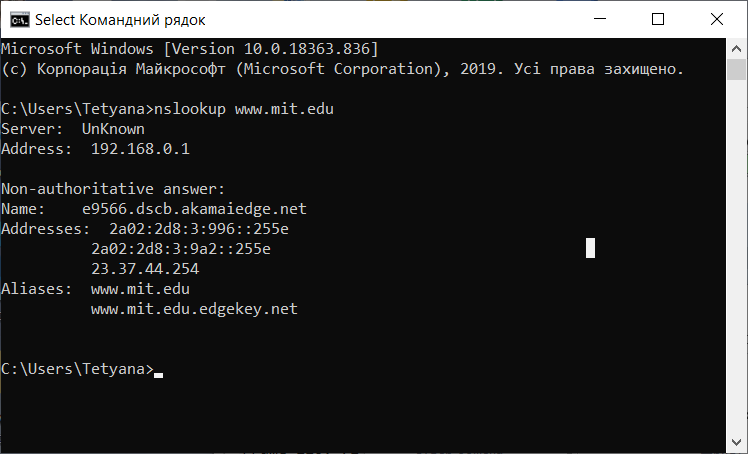 Select Командний рядок
Microsoft Windows [Version 10.0.18363.836]
(c) Корпорація Майкрософт (Microsoft Corporation), 2019. Усі права захищено.
C:\Users\Tetyana>nslookup www.mit.edu
Server:  UnKnown
Address:  192.168.0.1
Non-authoritative answer:
Name:    e9566.dscb.akamaiedge.net
Addresses:  2a02:2d8:3:996::255e
2a02:2d8:3:9a2::255e
23.37.44.254
Aliases:  www.mit.edu
www.mit.edu.edgekey.net
C:\Users\Tetyana>